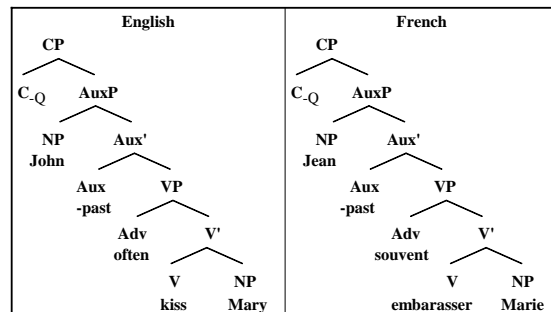 English
CP
C-Q AuxP
NP Aux'
John
Aux VP
-past
Adv V'
often
V NP
kiss Mary
French
CP
C-Q AuxP
NP Aux'
Jean
Aux VP
-past
Adv V'
souvent
V NP
embarasser Marie